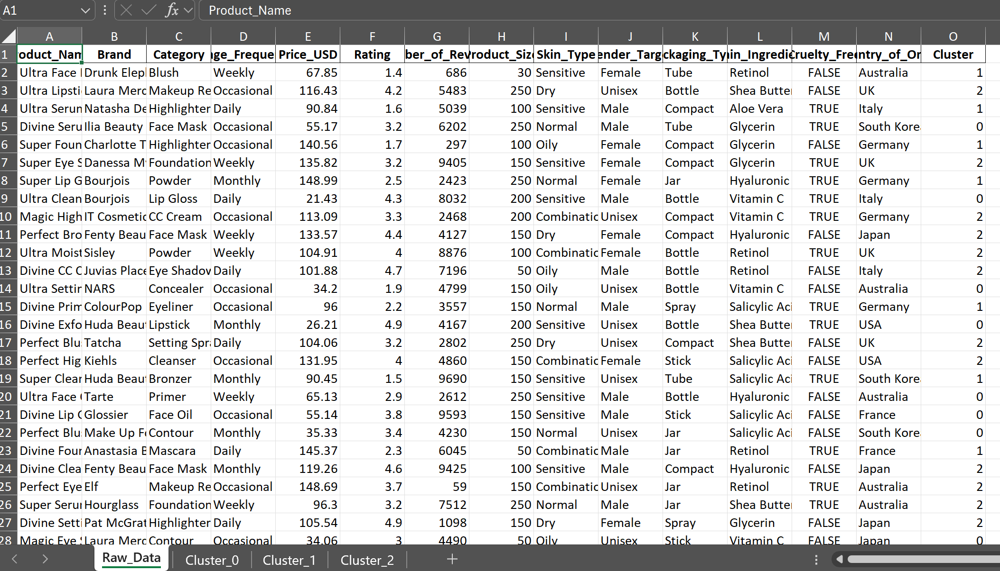 A1 fx Product_Name
A B C D E F G H I J K L M N O
1 oduct_Nam Brand Category age_Freque Price_USD Rating ber_of_Rev Product_Size Skin_Type ender_Targ ckaging_Ty in_Ingredie Cruelty_Free ntry_of_Or Cluster
2 Ultra Face Drunk Elep Blush Weekly 67.85 1.4 686 30 Sensitive Female Tube Retinol FALSE Australia 1
3 Ultra Lipsti Laura Merc Makeup Re Occasional 116.43 4.2 5483 250 Dry Unisex Bottle Shea Butter FALSE UK 2
4 Ultra Serum Natasha De Highlighter Daily 90.84 1.6 5039 100 Sensitive Male Compact Aloe Vera TRUE Italy 1
5 Divine Seru Ilia Beauty Face Mask Occasional 55.17 3.2 6202 250 Normal Male Tube Glycerin TRUE South Kore 0
6 Super Foun Charlotte T Highlighter Occasional 140.56 1.7 297 100 Oily Female Compact Glycerin FALSE Germany 1
7 Super Eye S Danessa My Foundation Weekly 135.82 3.2 9405 150 Sensitive Female Compact Glycerin TRUE UK 2
8 Super Lip G Bourjois Powder Monthly 148.99 2.5 2423 250 Normal Female Jar Hyaluronic TRUE Germany 1
9 Ultra Clean Bourjois Lip Gloss Daily 21.43 4.3 8032 200 Sensitive Male Bottle Vitamin C TRUE Italy 0
10 Magic High IT Cosmetic CC Cream Occasional 113.09 3.3 2468 200 Combinatic Unisex Compact Vitamin C TRUE Germany 2
11 Perfect Bro Fenty Beau Face Mask Weekly 133.57 4.4 4127 150 Dry Female Compact Hyaluronic FALSE Japan 2
12 Ultra Moist Sisley Powder Weekly 104.91 4 8876 100 Combinatic Female Bottle Retinol TRUE UK 2
13 Divine CC C Juvias Place Eye Shadow Daily 101.88 4.7 7196 50 Oily Male Bottle Retinol FALSE Italy 2
14 Ultra Settin NARS Concealer Occasional 34.2 1.9 4799 150 Oily Unisex Bottle Vitamin C FALSE Australia 0
15 Divine Prim ColourPop Eyeliner Occasional 96 2.2 3557 150 Normal Male Spray Salicylic Aci TRUE Germany 1
16 Divine Exfo Huda Beaut Lipstick Monthly 26.21 4.9 4167 200 Sensitive Unisex Bottle Shea Butter TRUE USA 0
17 Perfect Blus Tatcha Setting Spra Daily 104.06 3.2 2802 250 Dry Unisex Compact Shea Butter FALSE UK 2
18 Perfect Hig Kiehls Cleanser Occasional 131.95 4 4860 150 Combinatic Female Stick Salicylic Aci FALSE USA 2
19 Super Clean Huda Beaut Bronzer Monthly 90.45 1.5 9690 150 Sensitive Unisex Tube Salicylic Aci TRUE South Kore 1
20 Ultra Face Tarte Primer Weekly 65.13 2.9 2612 250 Sensitive Male Bottle Hyaluronic FALSE Australia 0
21 Divine Lip Glossier Face Oil Occasional 55.14 3.8 9593 150 Sensitive Male Stick Salicylic Aci FALSE France 0
22 Perfect Blus Make Up Fo Contour Monthly 35.33 3.4 4230 150 Normal Unisex Jar Salicylic Aci FALSE South Kore 0
23 Divine Foun Anastasia B Mascara Daily 145.37 2.3 6045 50 Combinatic Male Jar Retinol TRUE France 1
24 Divine Clea Fenty Beau Face Mask Monthly 119.26 4.6 9425 100 Sensitive Male Compact Hyaluronic FALSE Japan 2
25 Perfect Eye Elf Makeup Re Occasional 148.69 3.7 59 150 Combinatic Unisex Jar Retinol TRUE Australia 2
26 Super Serum Hourglass Foundation Weekly 96.3 3.2 7512 250 Normal Male Jar Shea Butter TRUE Australia 2
27 Divine Setti Pat McGrat Highlighter Daily 105.54 4.9 1098 150 Dry Female Spray Glycerin FALSE Japan 2
28 Magic Eye S Laura Merc Contour Occasional 34.06 3 4490 50 Oily Unisex Stick Vitamin C FALSE Japan 0
Raw_Data Cluster_0 Cluster_1 Cluster_2